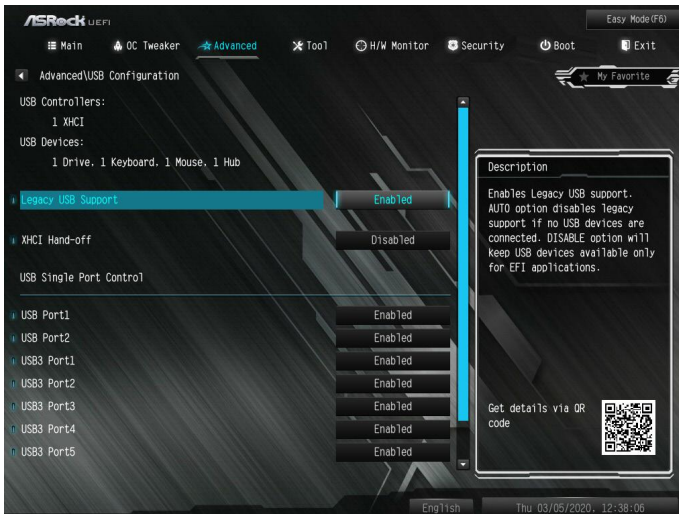 ASRock UEFI
Easy Mode(F6)
Main OC Tweaker Advanced Tool H/W Monitor Security Boot Exit
Advanced\USB Configuration
My Favorite
USB Controllers:
1 XHCI
USB Devices:
1 Drive. 1 Keyboard. 1 Mouse. 1 Hub
Legacy USB Support Enabled
XHCI Hand-off Disabled
USB Single Port Control
USB Port1 Enabled
USB Port2 Enabled
USB3 Port1 Enabled
USB3 Port2 Enabled
USB3 Port3 Enabled
USB3 Port4 Enabled
USB3 Port5 Enabled
Description
Enables Legacy USB support.
AUTO option disables legacy
support if no USB devices are
connected. DISABLE option will
keep USB devices available only
for EFI applications.
Get details via QR
code
English
Thu 03/05/2020. 12:38:06